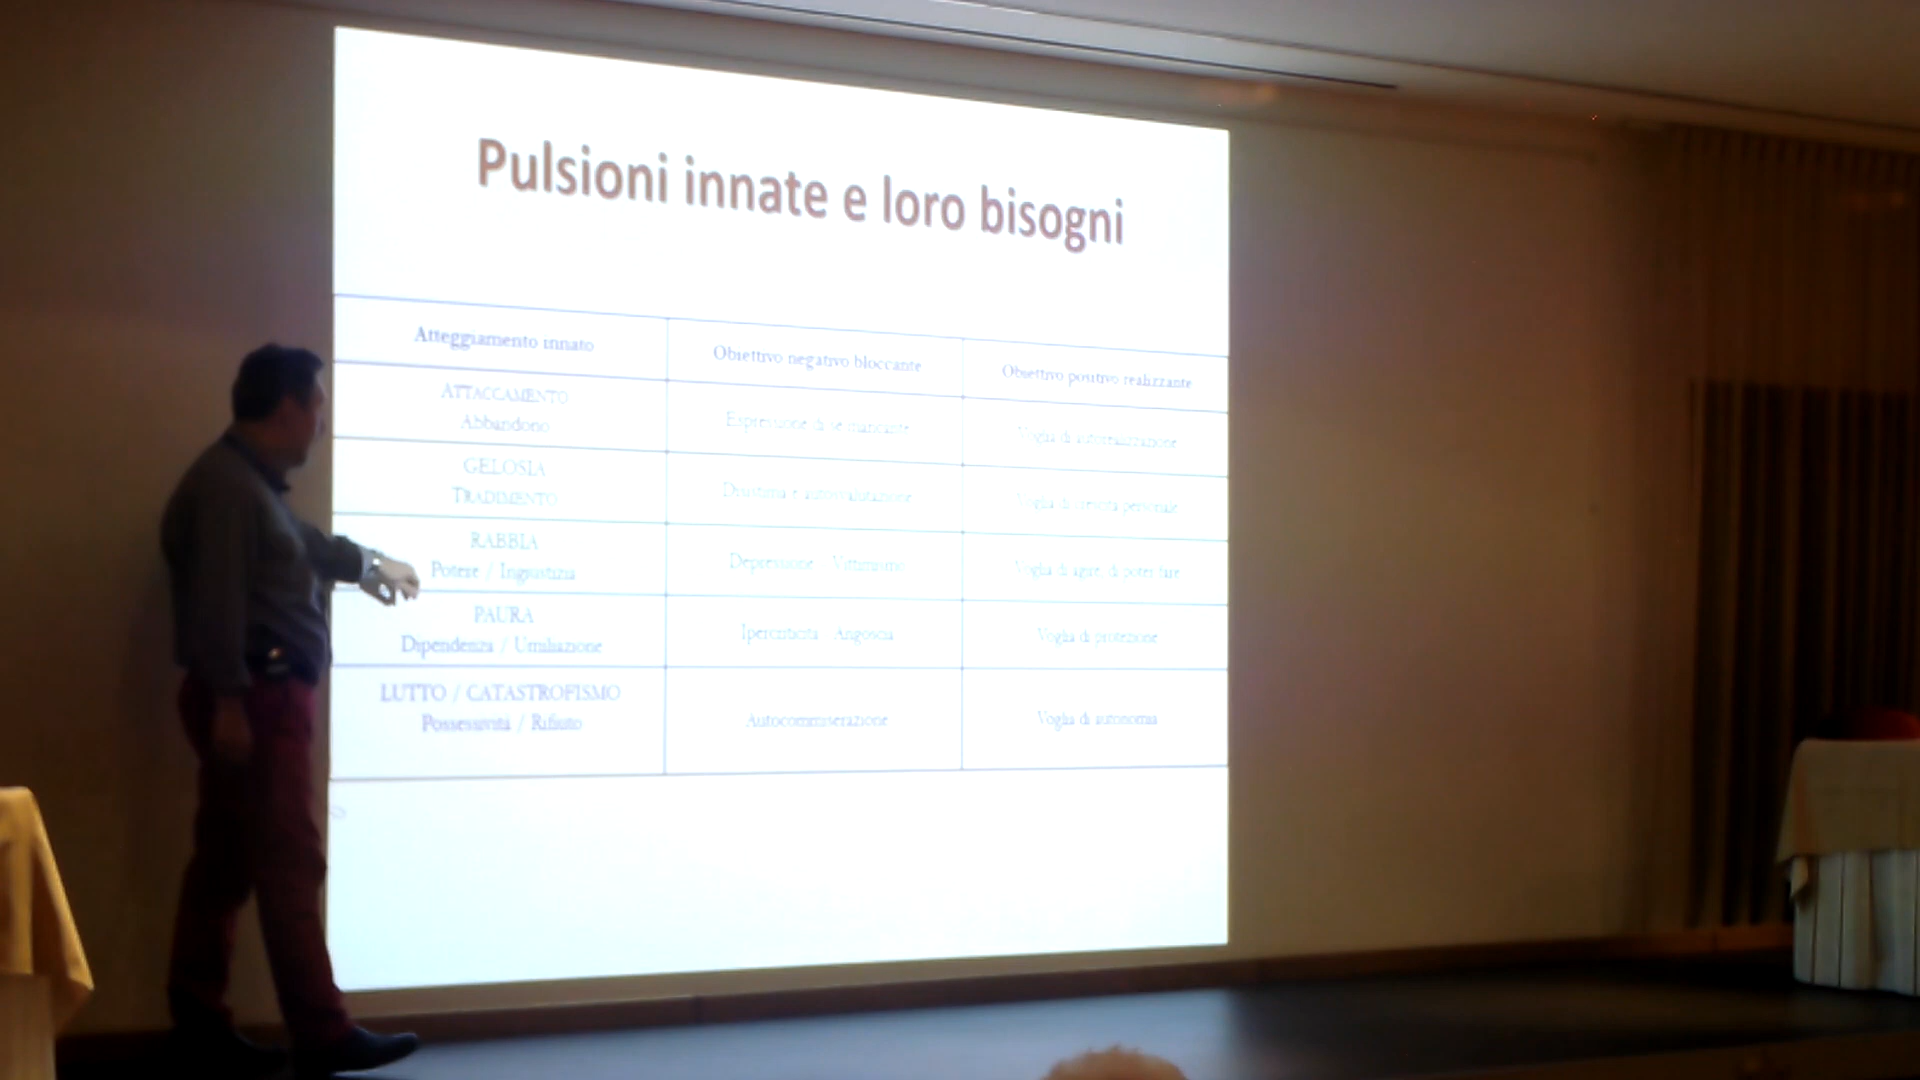 Pulsioni innate e loro bisogni
Atteggiamento innato
Obiettivo negativo bloccante
Obiettivo positivo realizzante
ATTACCAMENTO
Abbandono
Espressione di sé mancante
Voglia di autorealizzazione
GELOSIA
TRADIMENTO
Disistima e autosvalutazione
Voglia di crescita personale
RABBIA
Potere / Ingiustizia
Depressione Vittimismo
Voglia di agire, di poter fare
PAURA
Dipendenza / Umiliazione
Ipercriticità Angoscia
Voglia di protezione
LUTTO / CATASTROFISMO
Possessività / Rifiuto
Autocommiserazione
Voglia di autonomia